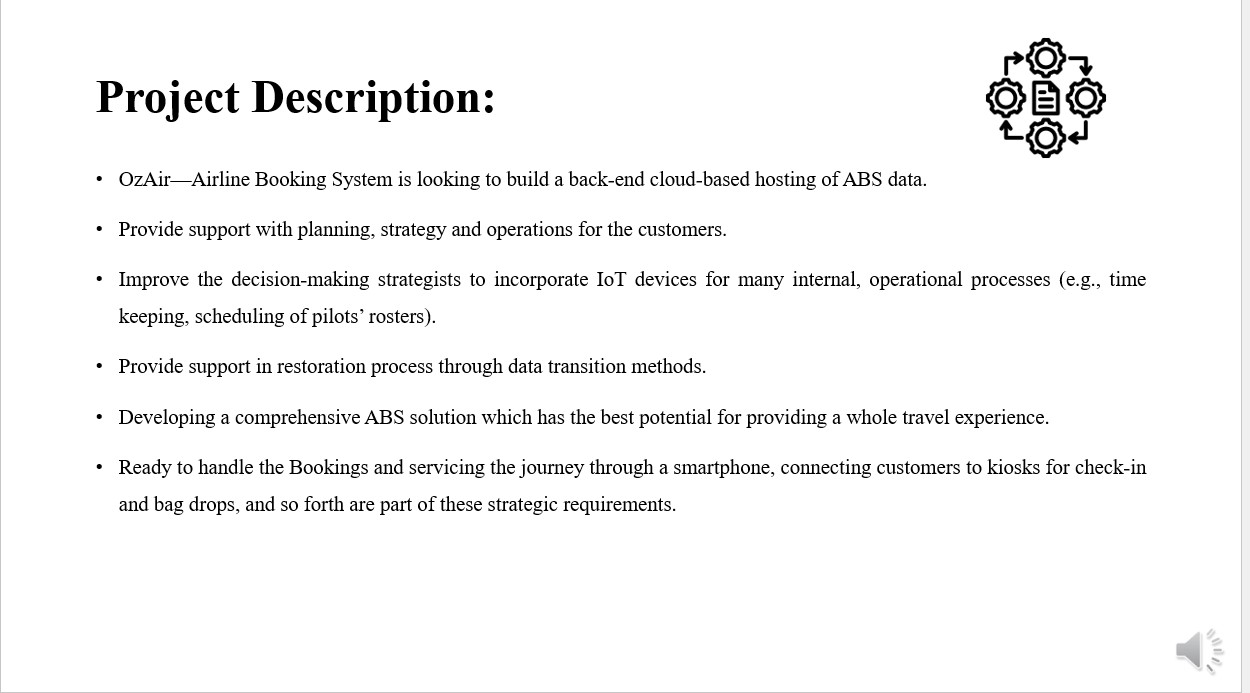 Project Description:
• OzAir—Airline Booking System is looking to build a back-end cloud-based hosting of ABS data.
• Provide support with planning, strategy and operations for the customers.
• Improve the decision-making strategists to incorporate IoT devices for many internal, operational processes (e.g., time
keeping, scheduling of pilots’ rosters).
• Provide support in restoration process through data transition methods.
• Developing a comprehensive ABS solution which has the best potential for providing a whole travel experience.
• Ready to handle the Bookings and servicing the journey through a smartphone, connecting customers to kiosks for check-in
and bag drops, and so forth are part of these strategic requirements.